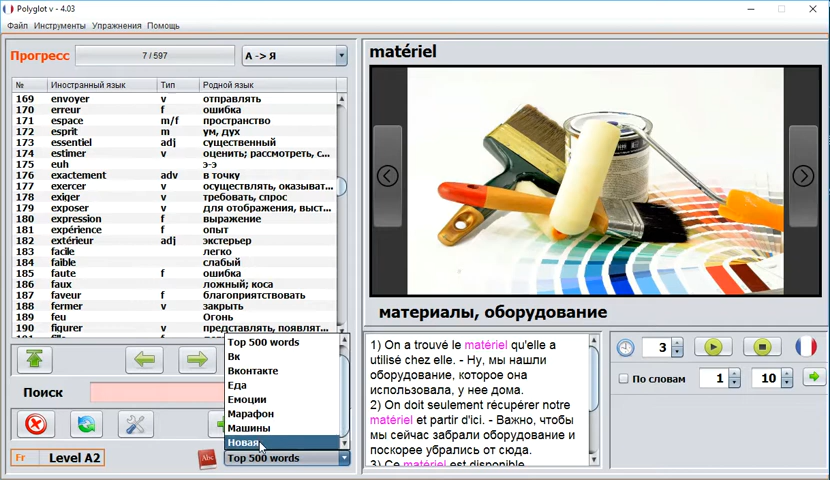 Polyglot v - 4.03
Файл Инструменты Упражнения Помощь
Прогресс 7 / 597 А -> Я
№ Иностранный язык Тип Родной язык
169 envoyer v отправлять
170 erreur f ошибка
171 espace m/f пространство
172 esprit m ум, дух
173 essentiel adj существенный
174 estimer v оценить; рассмотреть, с...
175 euh э-э
176 exactement adv в точку
177 exercer v осуществлять, оказыват...
178 exiger v требовать, спрос
179 exposer v для отображения, выст...
180 expression f выражение
181 expérience f опыт
182 extérieur adj экстерьер
183 facile легко
184 faible слабый
185 faute f ошибка
186 faux ложный; коса
187 faveur f благоприятствовать
188 fermer v закрыть
189 feu Огонь
190 figurer v представлять, появлят...
Top 500 words
Вк
Вконтакте
Еда
Емоции
Марафон
Машины
Новая
Поиск
Fr Level A2
Abc
Top 500 words
matériel
материалы, оборудование
1) On a trouvé le matériel qu'elle a
utilisé chez elle. - Ну, мы нашли
оборудование, которое она
использовала, у нее дома.
2) On doit seulement récupérer notre
matériel et partir d'ici. - Важно, чтобы
мы сейчас забрали оборудование и
поскорее убрались от сюда.
3) Ce matériel est disponible
3
По словам 1 10